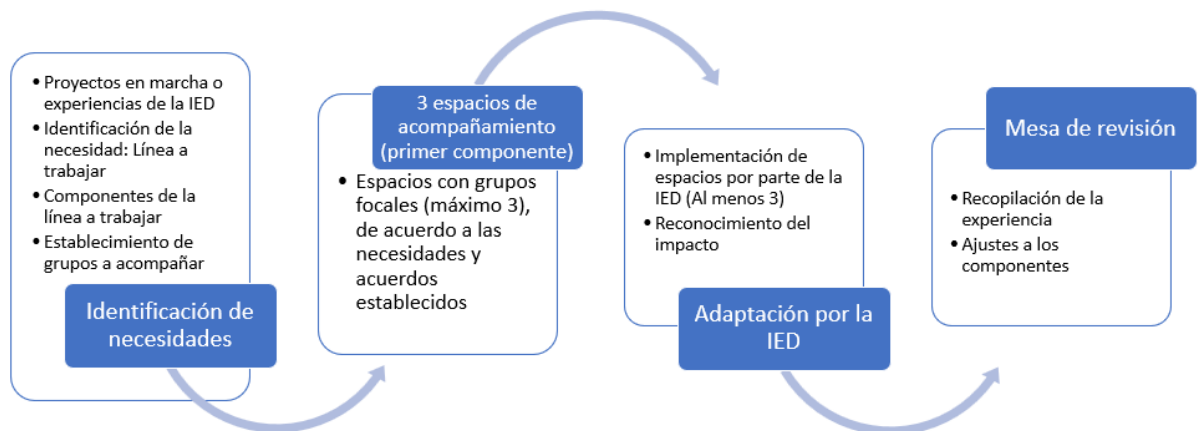 • Proyectos en marcha o
experiencias de la IED
• Identificación de la
necesidad: Línea a
trabajar
• Componentes de la
línea a trabajar
• Establecimiento de
grupos a acompañar
Identificación de
necesidades
3 espacios de
acompañamiento
(primer componente)
• Espacios con grupos
focales (máximo 3),
de acuerdo a las
necesidades y
acuerdos
establecidos
• Implementación de
espacios por parte de
la IED (Al menos 3)
• Reconocimiento del
impacto
Adaptación por la
IED
Mesa de revisión
• Recopilación de la
experiencia
• Ajustes a los
componentes